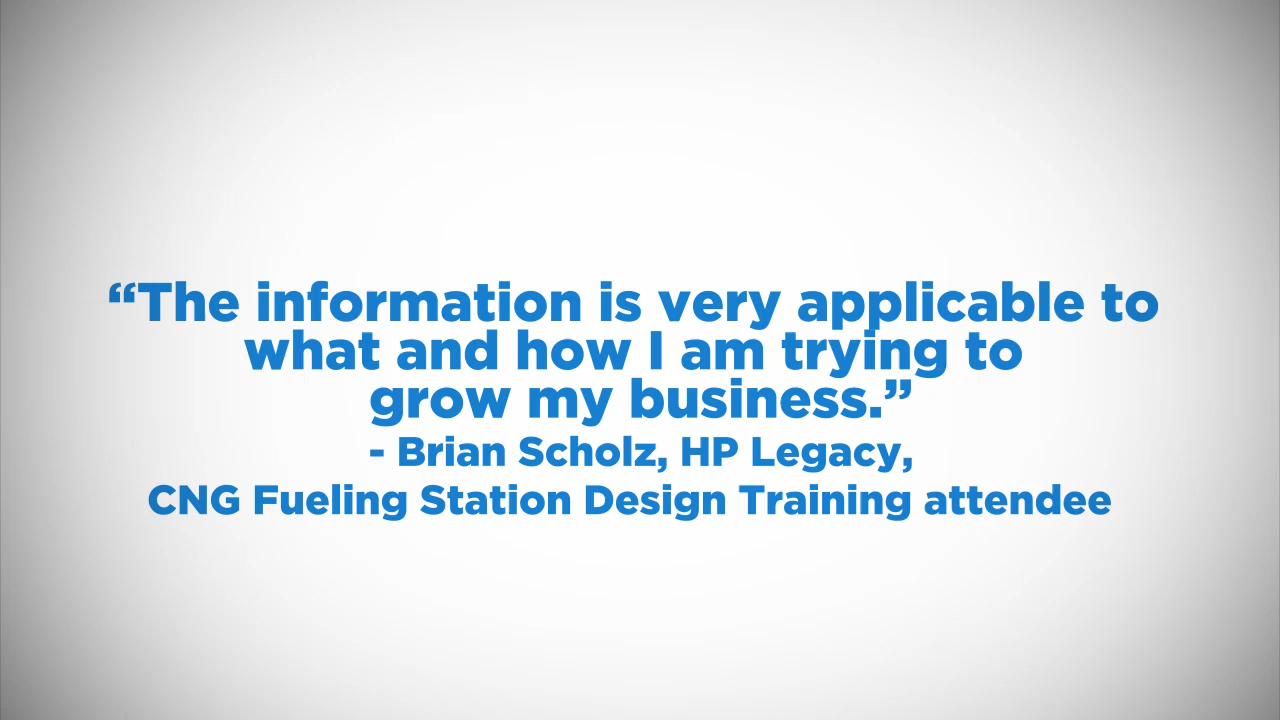 “The information is very applicable to
what and how I am trying to
grow my business.”
- Brian Scholz, HP Legacy,
CNG Fueling Station Design Training attendee